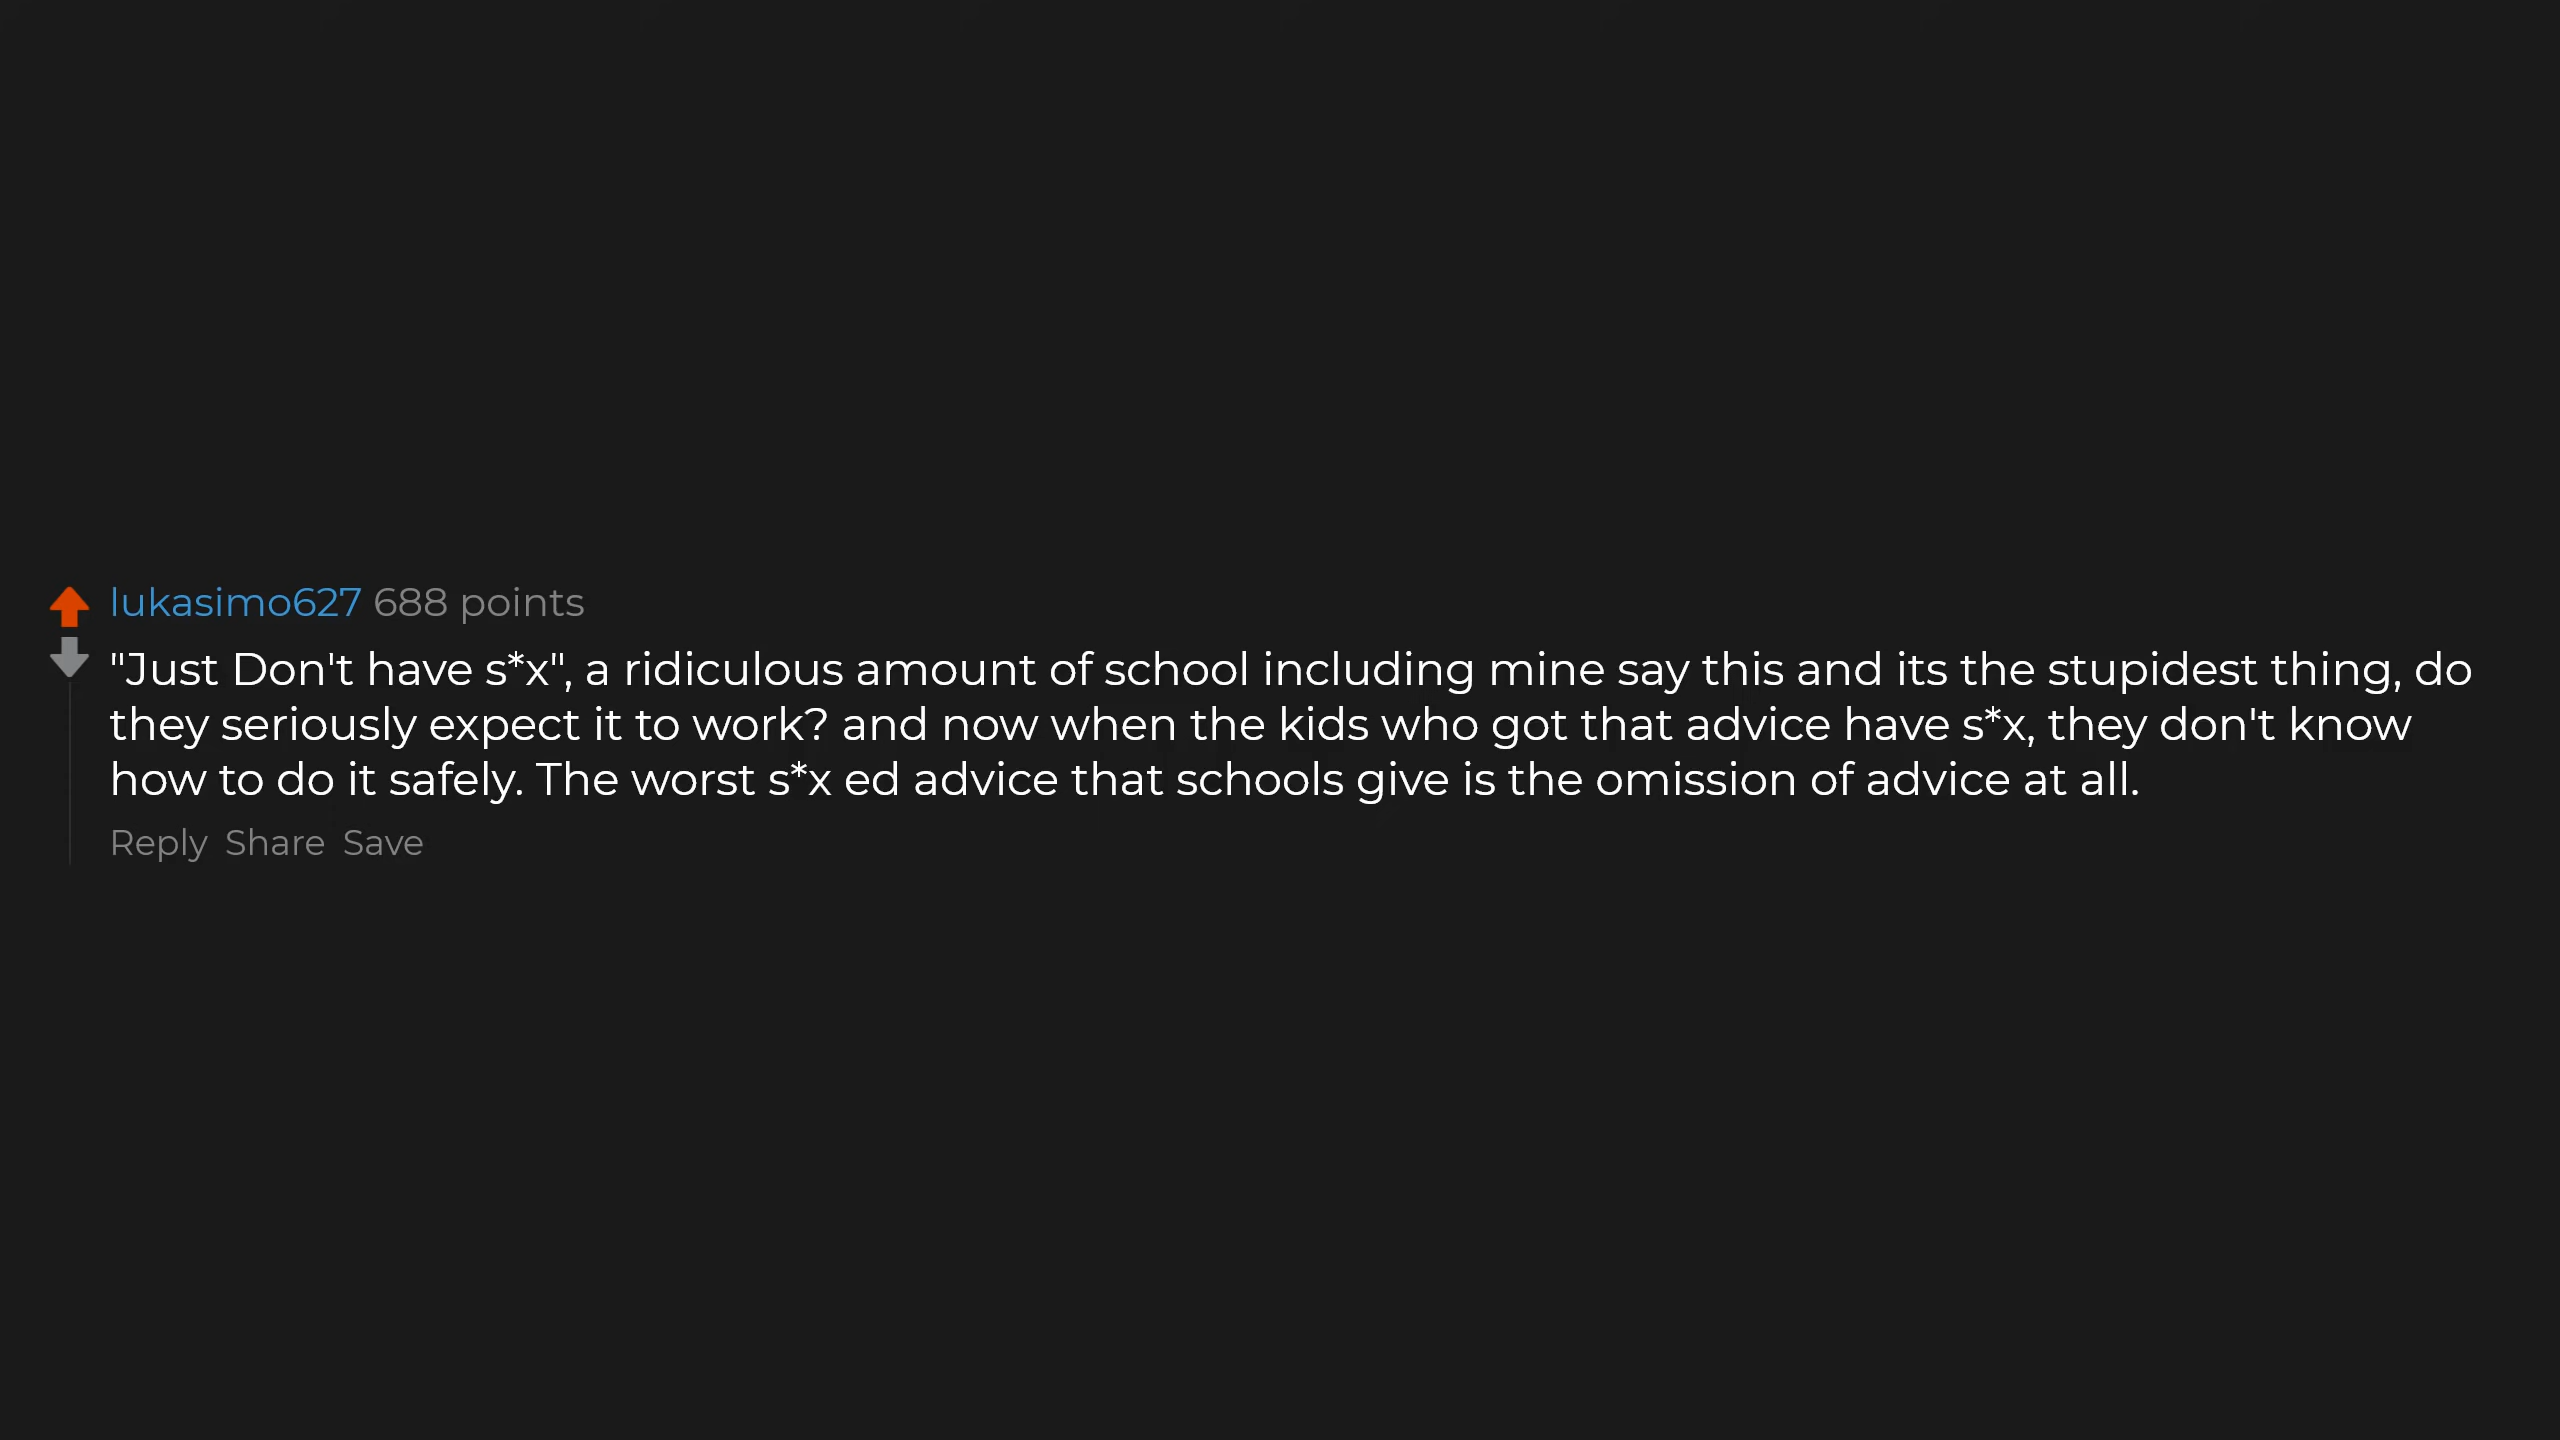 lukasimo627 688 points
"Just Don't have s*x", a ridiculous amount of school including mine say this and its the stupidest thing, do
they seriously expect it to work? and now when the kids who got that advice have s*x, they don't know
how to do it safely. The worst s*x ed advice that schools give is the omission of advice at all.
Reply Share Save